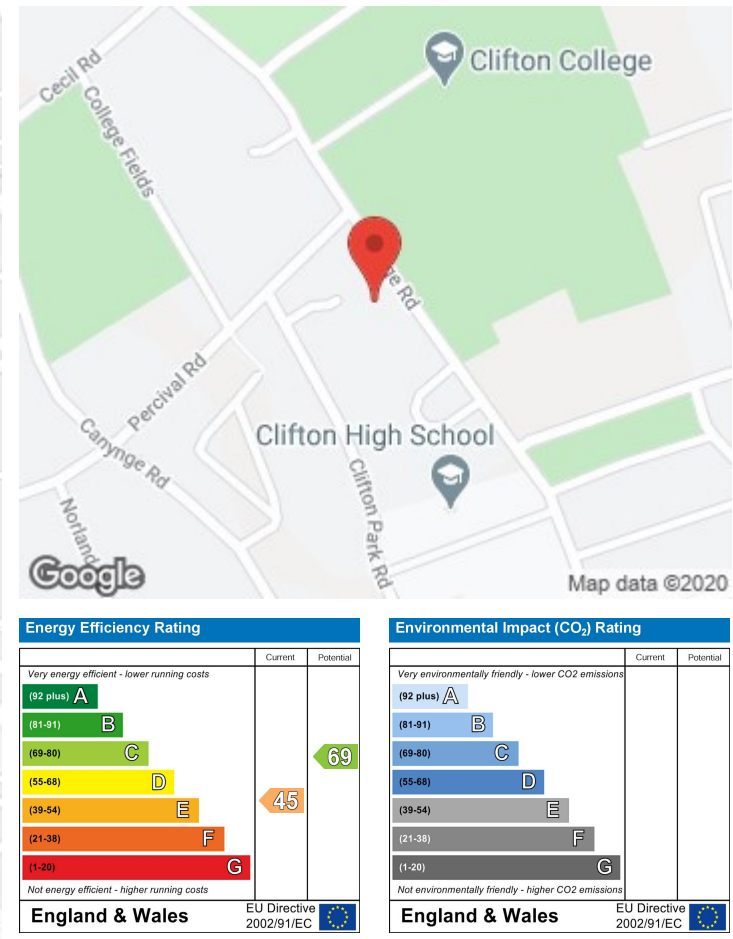 Cecil Rd
College Fields
Clifton College
ge Rd
Percival Rd
Canynge Rd
Clifton High School
Norland
Clifton Park Rd
Google
Map data ©2020
Energy Efficiency Rating
Current Potential
Very energy efficient - lower running costs
(92 plus) A
(81-91) B
(69-80) C
69
(55-68) D
(39-54) E
45
(21-38) F
(1-20) G
Not energy efficient - higher running costs
England & Wales
EU Directive
2002/91/EC
Environmental Impact (CO2) Rating
Current Potential
Very environmentally friendly - lower CO2 emissions
(92 plus) A
(81-91) B
(69-80) C
(55-68) D
(39-54) E
(21-38) F
(1-20) G
Not environmentally friendly - higher CO2 emissions
England & Wales
EU Directive
2002/91/EC